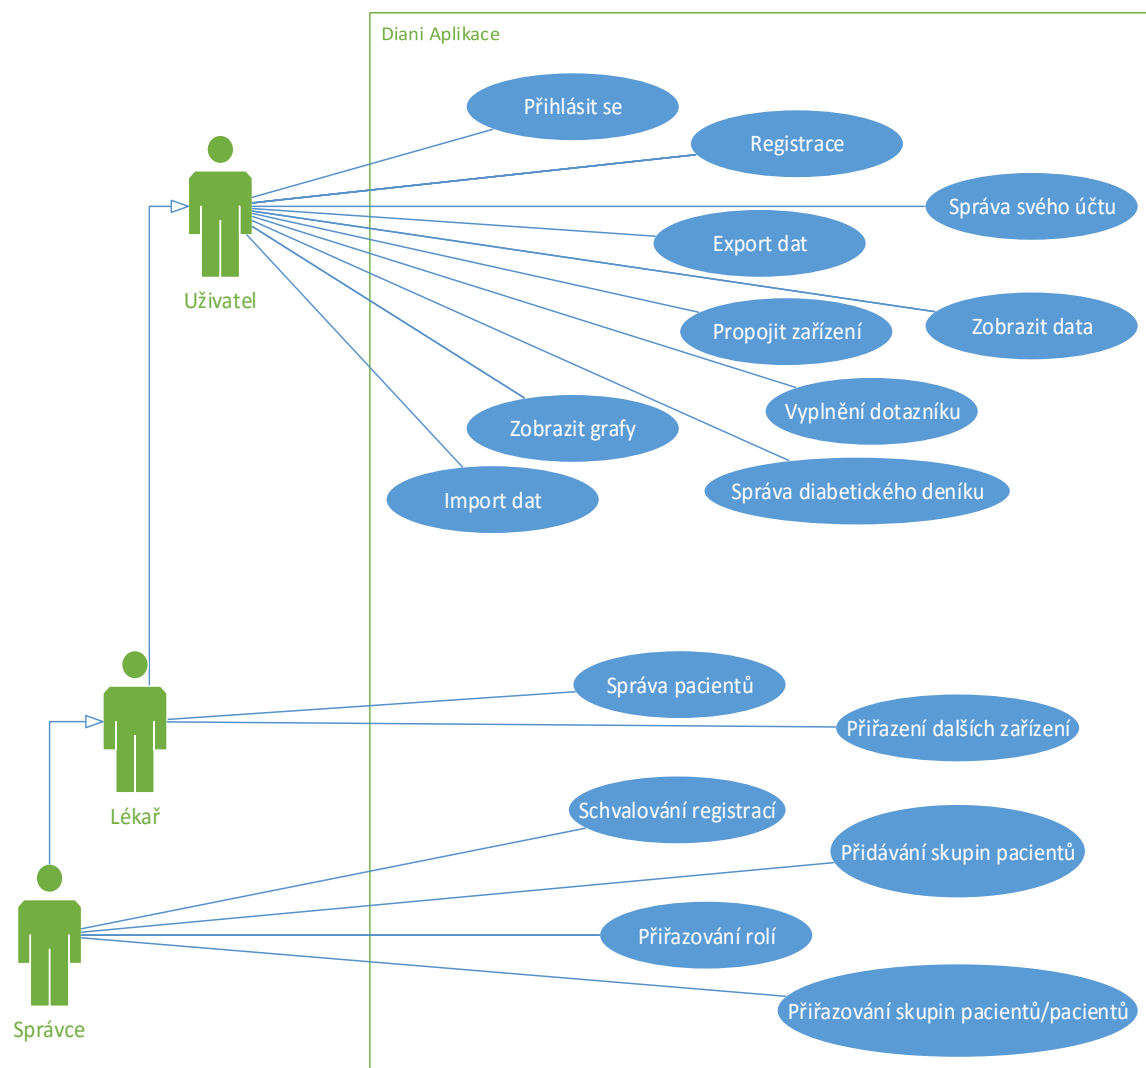 Diani Aplikace
Přihlásit se
Registrace
Správa svého účtu
Export dat
Uživatel
Propojit zařízení
Zobrazit data
Vyplnění dotazníku
Zobrazit grafy
Správa diabetického deníku
Import dat
Správa pacientů
Přiřazení dalších zařízení
Lékař
Schvalování registrací
Přidávání skupin pacientů
Přiřazování rolí
Přiřazování skupin pacientů/pacientů
Správce